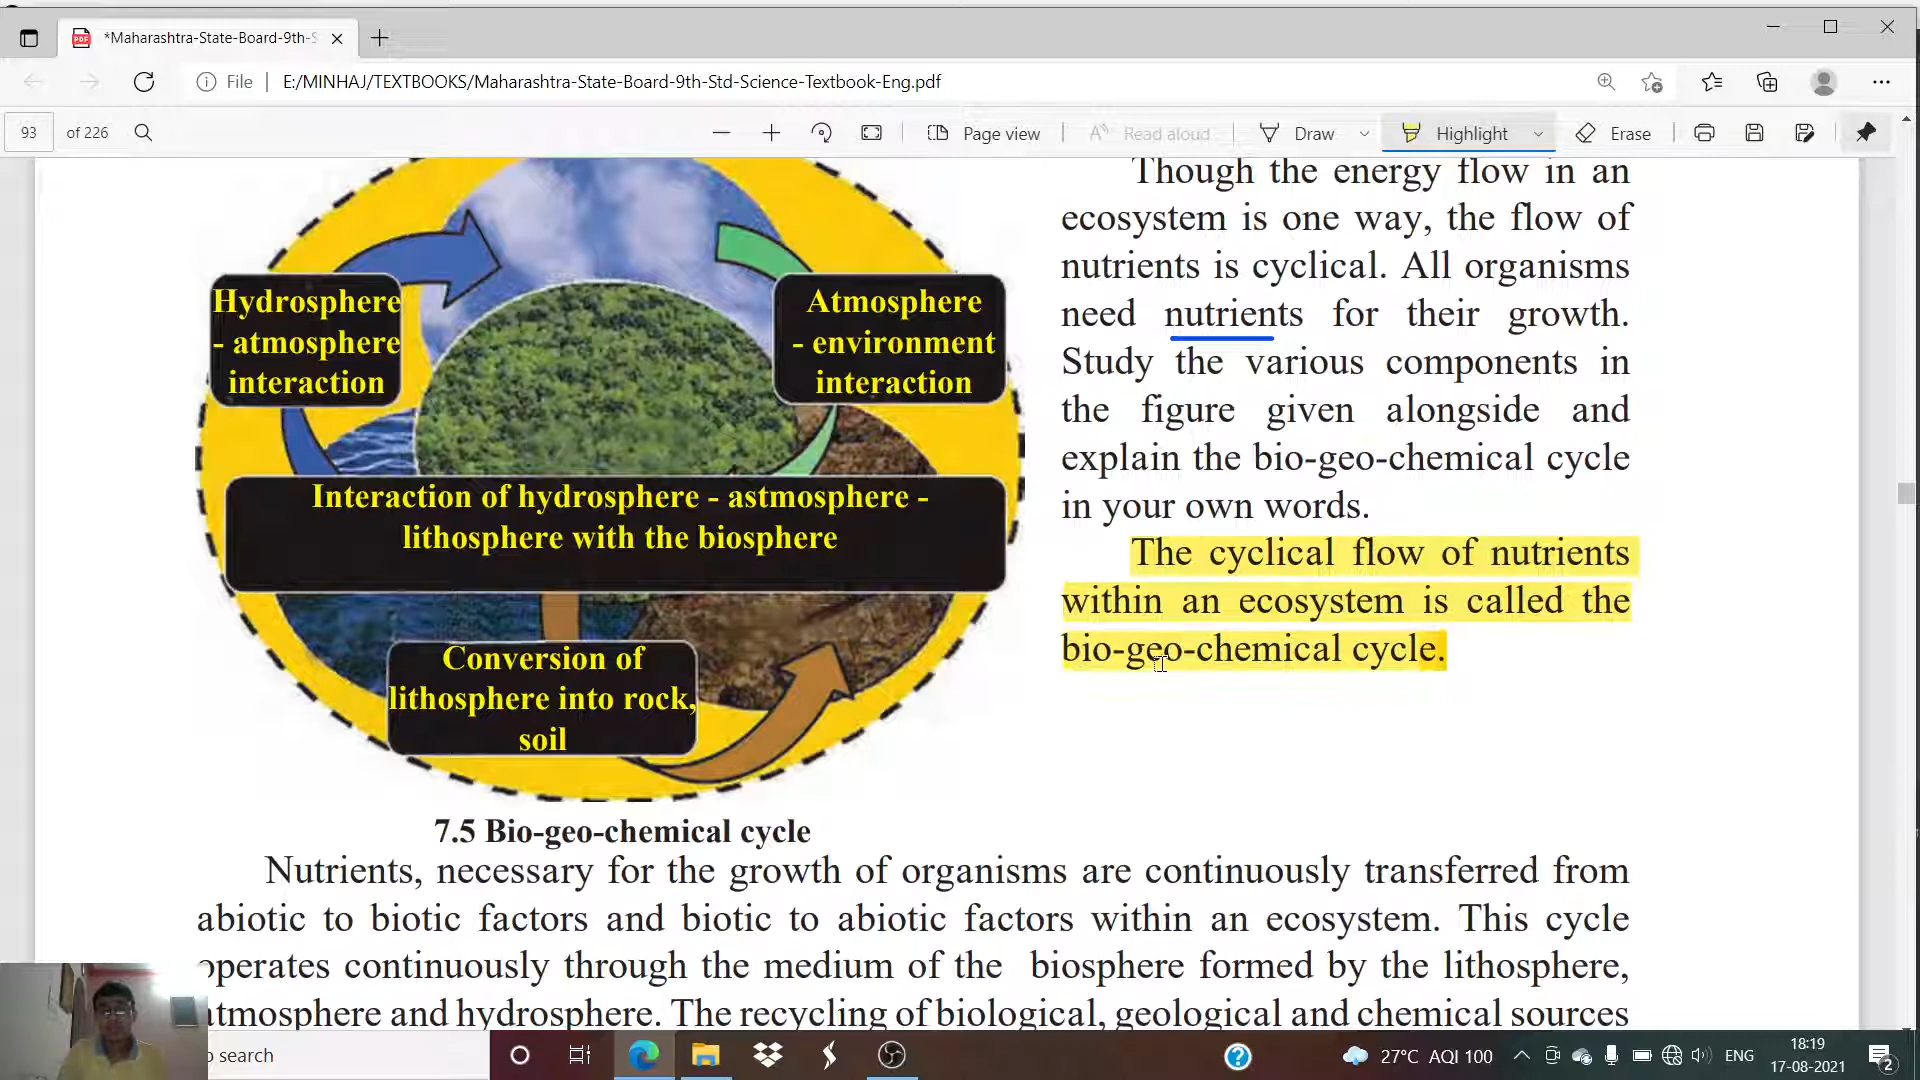 *Maharashtra-State-Board-9th-S
File
E:/MINHAJ/TEXTBOOKS/Maharashtra-State-Board-9th-Std-Science-Textbook-Eng.pdf
93 of 226
Page view
Read aloud
Draw
Highlight
Erase
Hydrosphere
- atmosphere
interaction
Atmosphere
- environment
interaction
Interaction of hydrosphere - astmosphere -
lithosphere with the biosphere
Conversion of
lithosphere into rock,
soil
7.5 Bio-geo-chemical cycle
Though the energy flow in an
ecosystem is one way, the flow of
nutrients is cyclical. All organisms
need nutrients for their growth.
Study the various components in
the figure given alongside and
explain the bio-geo-chemical cycle
in your own words.
The cyclical flow of nutrients
within an ecosystem is called the
bio-geo-chemical cycle.
Nutrients, necessary for the growth of organisms are continuously transferred from
abiotic to biotic factors and biotic to abiotic factors within an ecosystem. This cycle
operates continuously through the medium of the biosphere formed by the lithosphere,
atmosphere and hydrosphere. The recycling of biological, geological and chemical sources
search
27°C AQI 100
ENG
18:19
17-08-2021
2